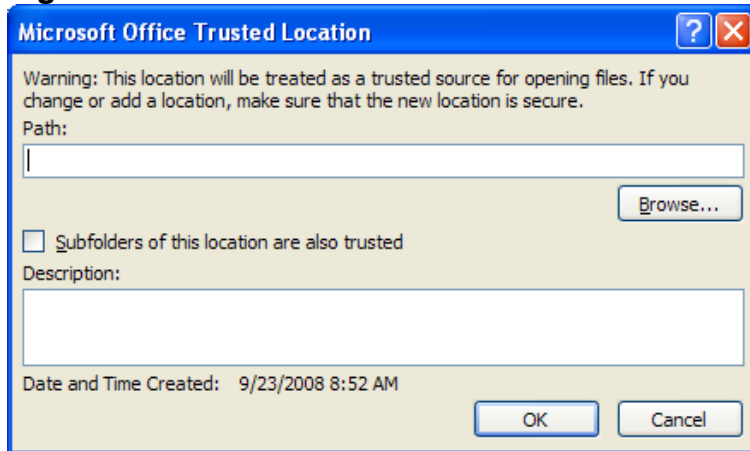 Microsoft Office Trusted Location
Warning: This location will be treated as a trusted source for opening files. If you
change or add a location, make sure that the new location is secure.
Path:
Browse...
Subfolders of this location are also trusted
Description:
Date and Time Created: 9/23/2008 8:52 AM
OK Cancel